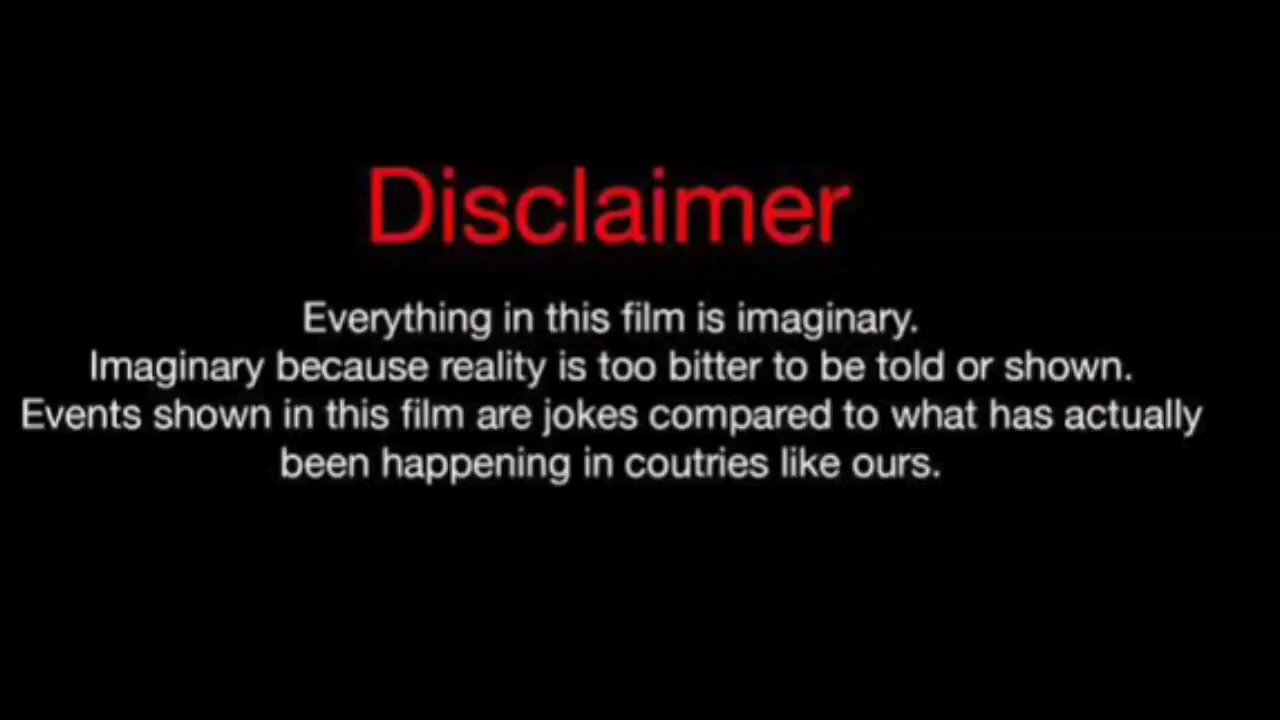 Disclaimer
Everything in this film is imaginary.
Imaginary because reality is too bitter to be told or shown.
Events shown in this film are jokes compared to what has actually
been happening in coutries like ours.